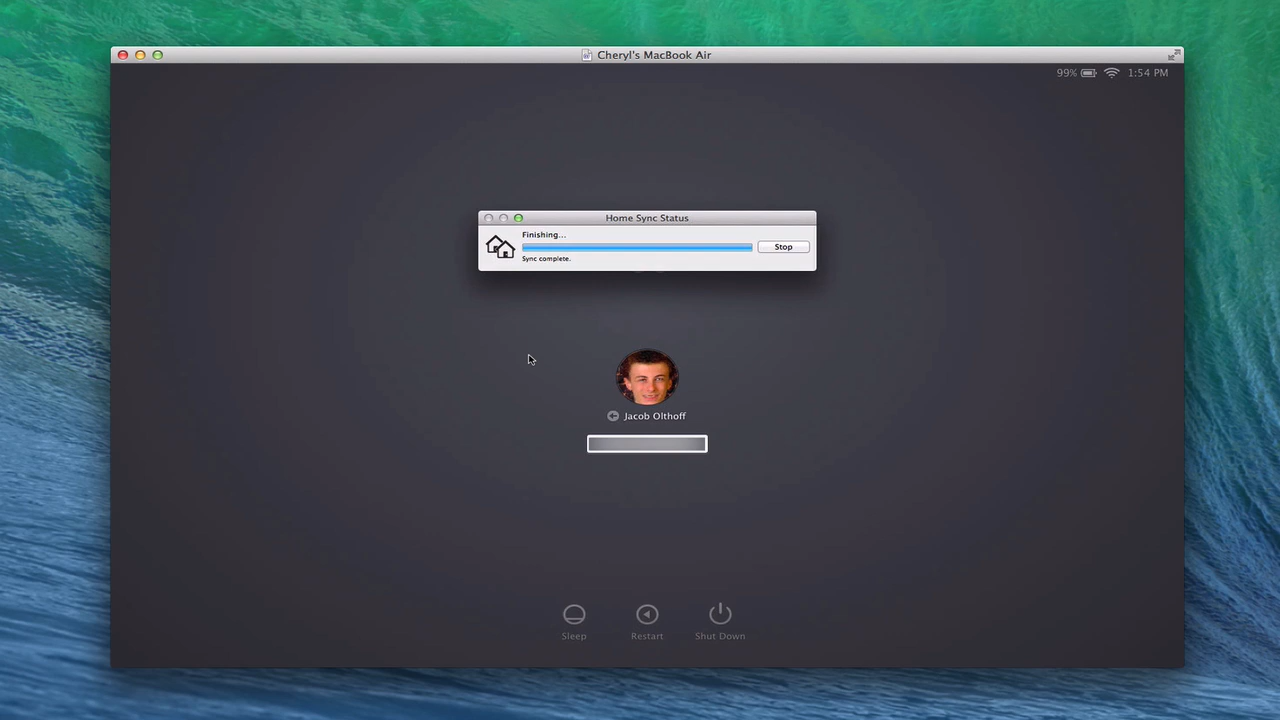 Cheryl's MacBook Air
99%
1:54 PM
Home Sync Status
Finishing...
Stop
Sync complete.
Jacob Olthoff
Sleep
Restart
Shut Down